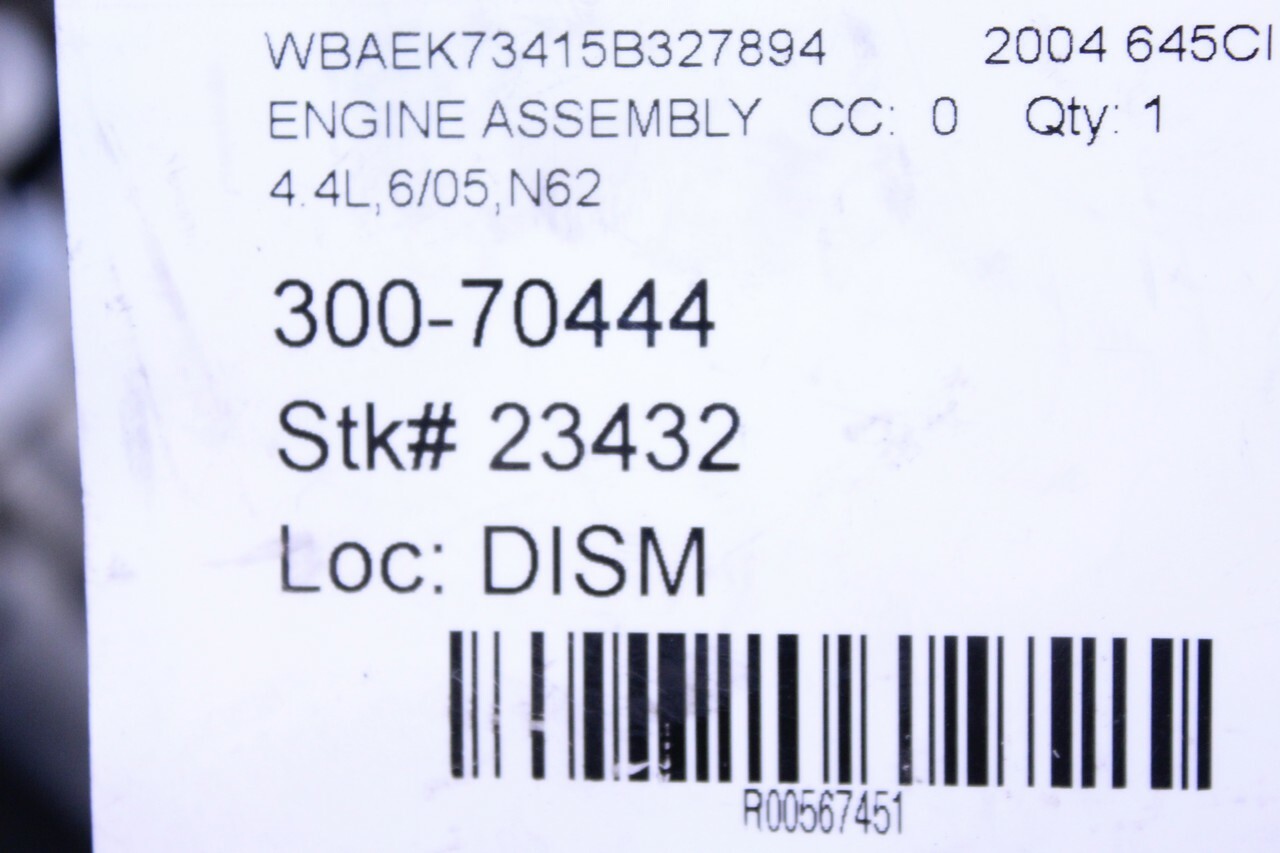 WBAEK73415B327894 2004 645CI
ENGINE ASSEMBLY CC: 0 Qty: 1
4.4L,6/05,N62
300-70444
Stk# 23432
Loc: DISM
R00567451